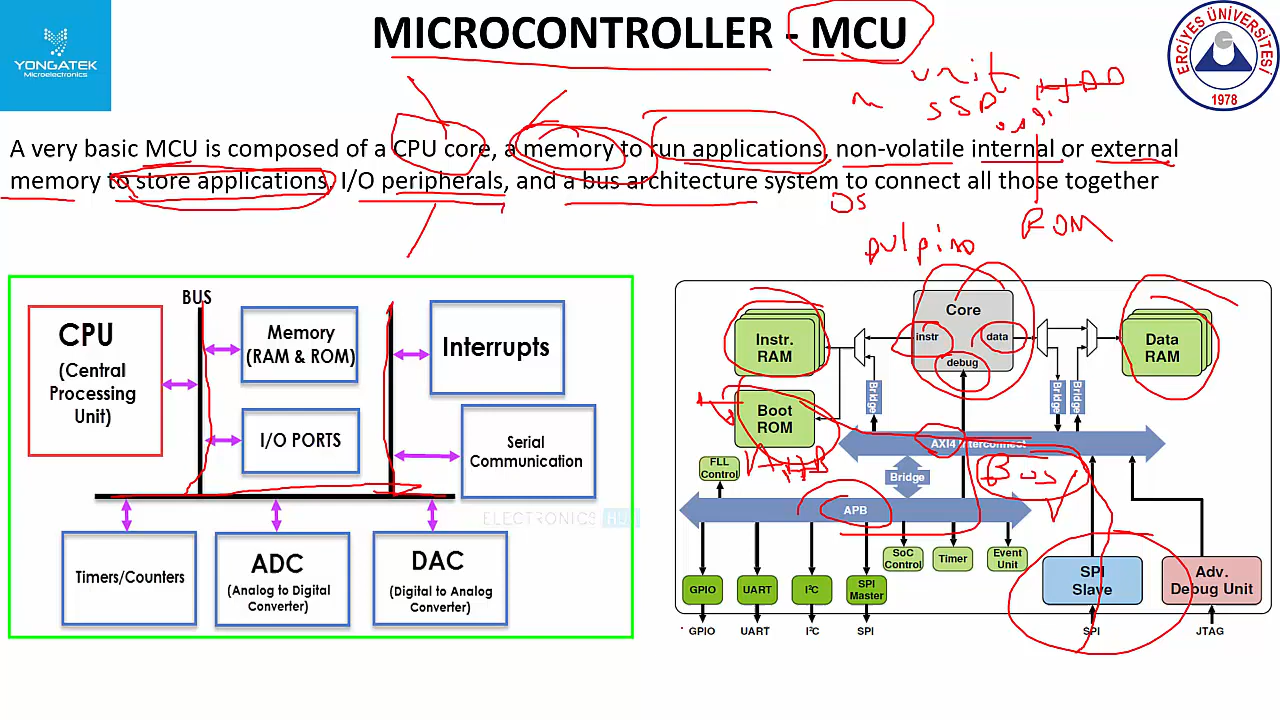 MICROCONTROLLER - MCU
YONGATEK
Microelectronics
ERCİYES ÜNİVERSİTESİ
1978
unit
SSD HDD
A very basic MCU is composed of a CPU core, a memory to run applications, non-volatile internal or external
memory to store applications, I/O peripherals, and a bus architecture system to connect all those together
OS
ROM
pulpino
BUS
CPU
(Central
Processing
Unit)
Memory
(RAM & ROM)
I/O PORTS
Interrupts
Serial
Communication
ELECTRONICS HUB
Timers/Counters
ADC
(Analog to Digital
Converter)
DAC
(Digital to Analog
Converter)
Core
instr
data
debug
Instr.
RAM
Data
RAM
Boot
ROM
Bridge
Bridge
Bridge
AXI4 Interconnect
FLL
Control
Bridge
Bus
APB
SoC
Control
Timer
Event
Unit
GPIO
UART
I²C
SPI
Master
SPI
Slave
Adv.
Debug Unit
GPIO
UART
I²C
SPI
SPI
JTAG